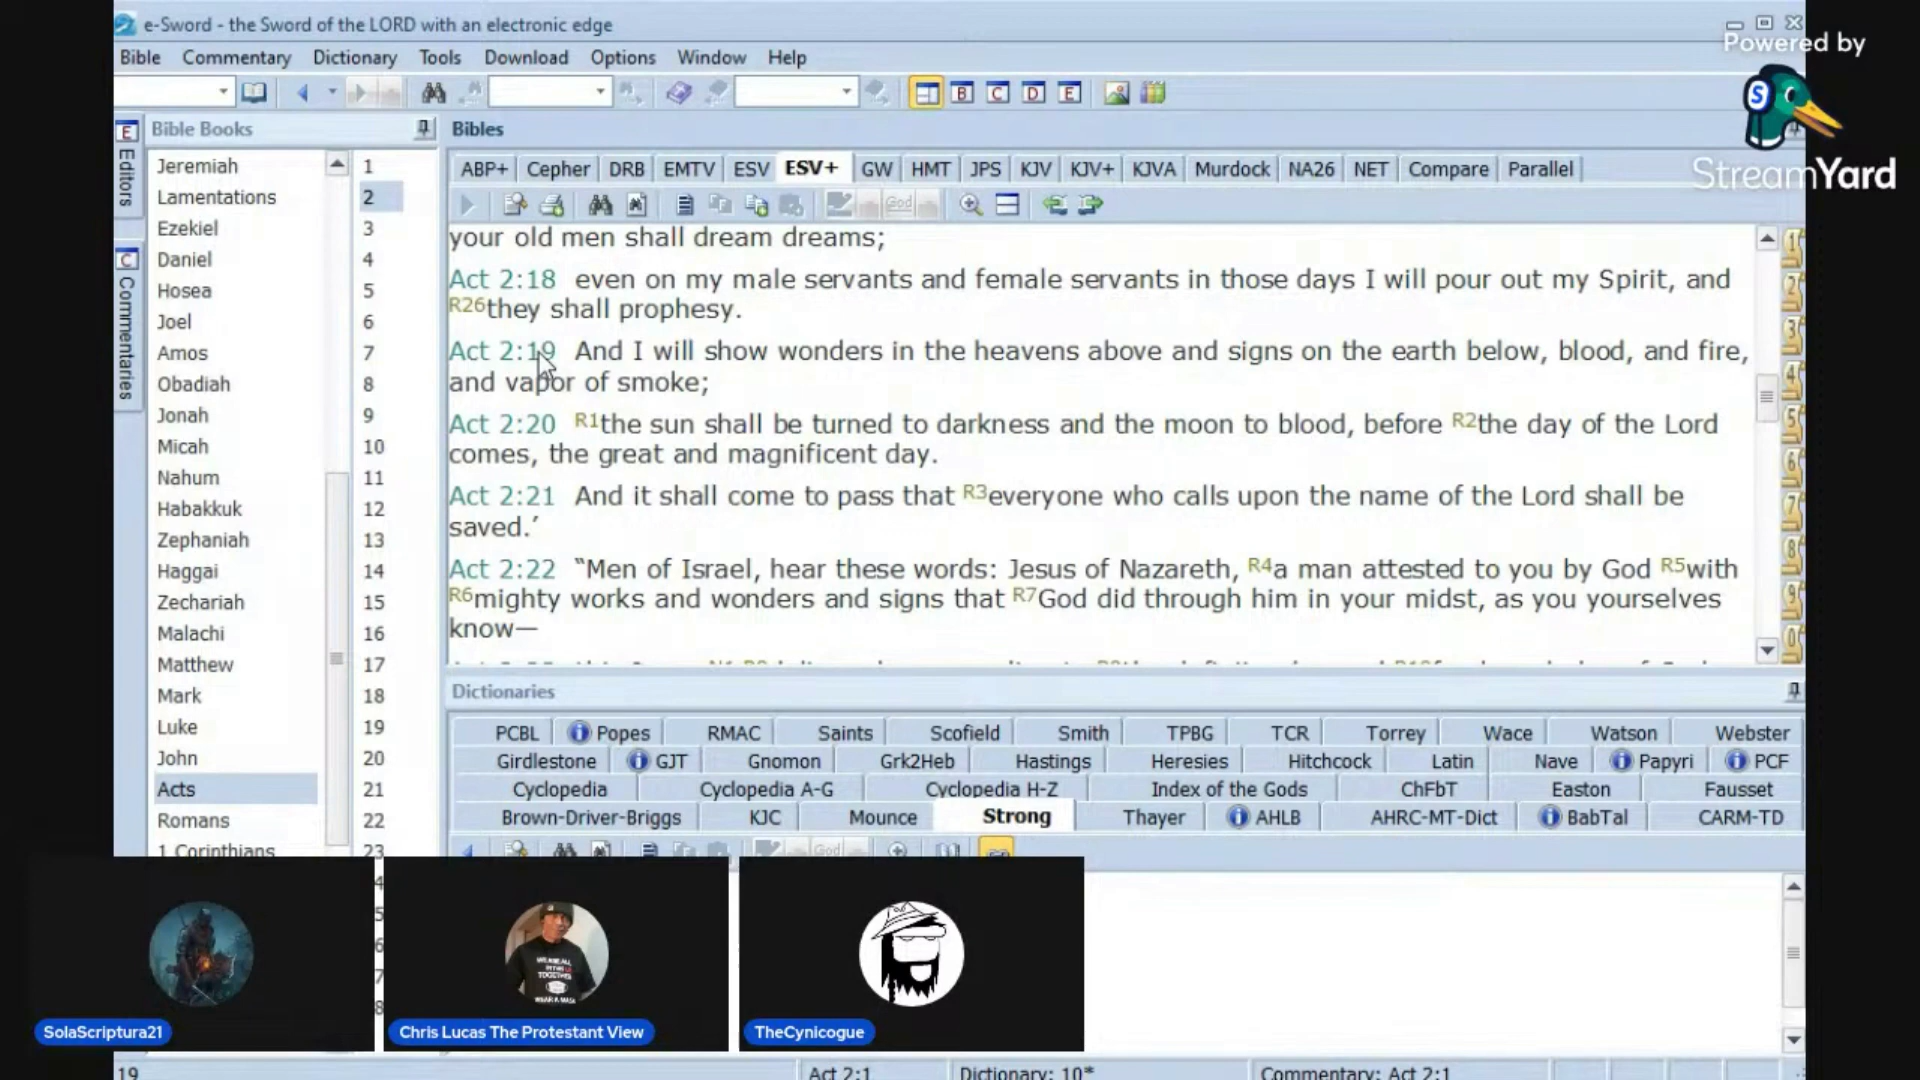 e-Sword - the Sword of the LORD with an electronic edge
Powered by
StreamYard
Bible Commentary Dictionary Tools Download Options Window Help
B C D E
Editors
Commentaries
Bible Books
Jeremiah 1
Lamentations 2
Ezekiel 3
Daniel 4
Hosea 5
Joel 6
Amos 7
Obadiah 8
Jonah 9
Micah 10
Nahum 11
Habakkuk 12
Zephaniah 13
Haggai 14
Zechariah 15
Malachi 16
Matthew 17
Mark 18
Luke 19
John 20
Acts 21
Romans 22
1 Corinthians 23
Bibles
ABP+ Cepher DRB EMTV ESV ESV+ GW HMT JPS KJV KJV+ KJVA Murdock NA26 NET Compare Parallel
God
your old men shall dream dreams;
Act 2:18 even on my male servants and female servants in those days I will pour out my Spirit, and
R26they shall prophesy.
Act 2:19 And I will show wonders in the heavens above and signs on the earth below, blood, and fire,
and vapor of smoke;
Act 2:20 R1the sun shall be turned to darkness and the moon to blood, before R2the day of the Lord
comes, the great and magnificent day.
Act 2:21 And it shall come to pass that R3everyone who calls upon the name of the Lord shall be
saved.’
Act 2:22 “Men of Israel, hear these words: Jesus of Nazareth, R4a man attested to you by God R5with
R6mighty works and wonders and signs that R7God did through him in your midst, as you yourselves
know—
Dictionaries
PCBL Popes RMAC Saints Scofield Smith TPBG TCR Torrey Wace Watson Webster
Girdlestone GJT Gnomon Grk2Heb Hastings Heresies Hitchcock Latin Nave Papyri PCF
Cyclopedia Cyclopedia A-G Cyclopedia H-Z Index of the Gods ChFbT Easton Fausset
Brown-Driver-Briggs KJC Mounce Strong Thayer AHLB AHRC-MT-Dict BabTal CARM-TD
God
WE ARE ALL
IN THIS
TOGETHER
WEAR A MASK
SolaScriptura21
Chris Lucas The Protestant View
TheCynicogue
19
Act 2:1
Dictionary: 10*
Commentary: Act 2:1